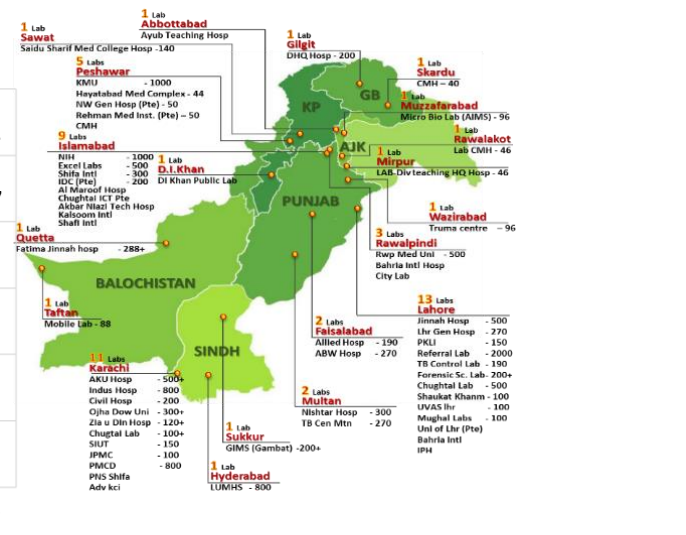 1 Lab
Sawat
Saidu Sharif Med College Hosp -140
1 Lab
Abbottabad
Ayub Teaching Hosp
1 Lab
Gilgit
DHQ Hosp - 200
1 Lab
Skardu
CMH - 40
5 Labs
Peshawar
KMU - 1000
Hayatabad Med Complex - 44
NW Gen Hosp (Pte) - 50
Rehman Med Inst. (Pte) - 50
CMH
1 Lab
Muzzafarabad
Micro Bio Lab (AIMS) - 96
1 Lab
Rawalakot
Lab CMH - 46
1 Lab
Mirpur
LAB-Div teaching HQ Hosp - 46
9 Labs
Islamabad
NIH - 1000
Excel Labs - 500
Shifa Intl - 300
IDC (Pte) - 200
Al Maroof Hosp
Chughtai ICT Pte
Akbar Niazi Tech Hosp
Kalsoom Intl
Shafi Intl
1 Lab
D.I.Khan
DI Khan Public Lab
1 Lab
Wazirabad
Truma centre - 96
3 Labs
Rawalpindi
Rwp Med Uni - 500
Bahria Intl Hosp
City Lab
1 Lab
Quetta
Fatima Jinnah hosp - 288+
1 Lab
Taftan
Mobile Lab - 88
KP
GB
AJK
PUNJAB
BALOCHISTAN
SINDH
13 Labs
Lahore
Jinnah Hosp - 500
Lhr Gen Hosp - 270
PKLI - 150
Referral Lab - 2000
TB Control Lab - 190
Forensic Sc. Lab- 200+
Chughtai Lab - 500
Shaukat Khanm - 100
UVAS lhr - 100
Mughal Labs - 100
Uni of Lhr (Pte)
Bahria Intl
IPH
2 Labs
Faisalabad
Allied Hosp - 190
ABW Hosp - 270
2 Labs
Multan
Nishtar Hosp - 300
TB Cen Mtn - 270
11 Labs
Karachi
AKU Hosp - 500+
Indus Hosp - 800
Civil Hosp - 200
Ojha Dow Uni - 300+
Zia u Din Hosp - 120+
Chugtai Lab - 100+
SIUT - 150
JPMC - 100
PMCD - 800
PNS Shifa
Adv kci
1 Lab
Sukkur
GIMS (Gambat) -200+
1 Lab
Hyderabad
LUMHS - 800